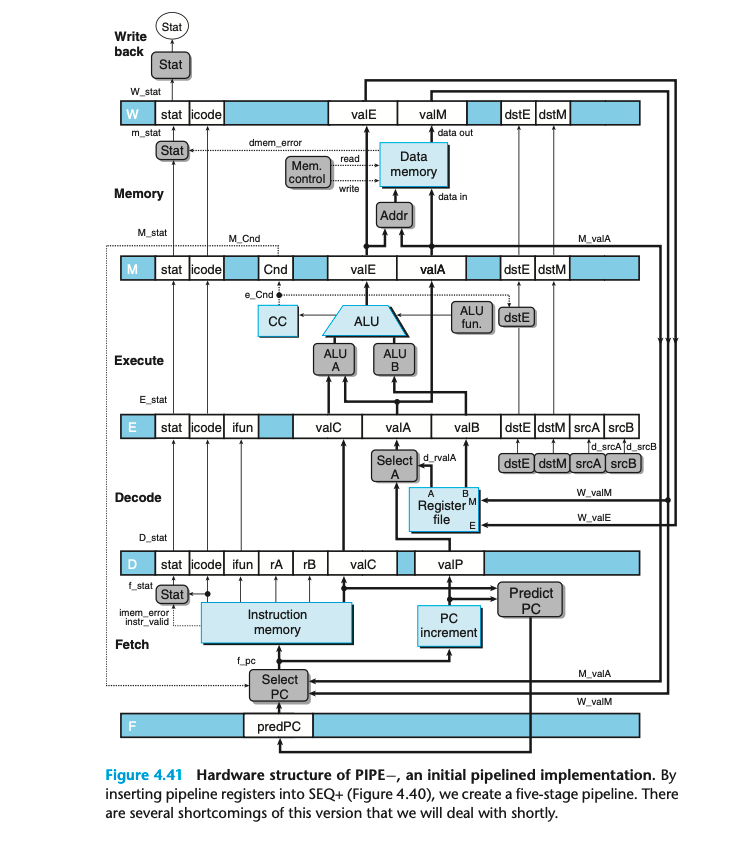 Stat
Write
back
Stat
W_stat
W stat icode valE valM dstE dstM
m_stat
data out
dmem_error
Stat
read
Mem.
control
write
Data
memory
Memory
data in
Addr
M_stat
M_Cnd
M_valA
M stat icode Cnd valE valA dstE dstM
e_Cnd
CC
ALU
ALU
fun.
dstE
ALU
A
ALU
B
Execute
E_stat
E stat icode ifun valC valA valB dstE dstM srcA srcB
d_srcA d_srcB
Select
A
d_rvalA
dstE dstM srcA srcB
A B
M
Register
file
E
W_valM
W_valE
Decode
D_stat
D stat icode ifun rA rB valC valP
f_stat
Stat
imem_error
instr_valid
Instruction
memory
PC
increment
Predict
PC
Fetch
f_pc
Select
PC
M_valA
W_valM
F predPC
Figure 4.41 Hardware structure of PIPE−, an initial pipelined implementation. By
inserting pipeline registers into SEQ+ (Figure 4.40), we create a five-stage pipeline. There
are several shortcomings of this version that we will deal with shortly.